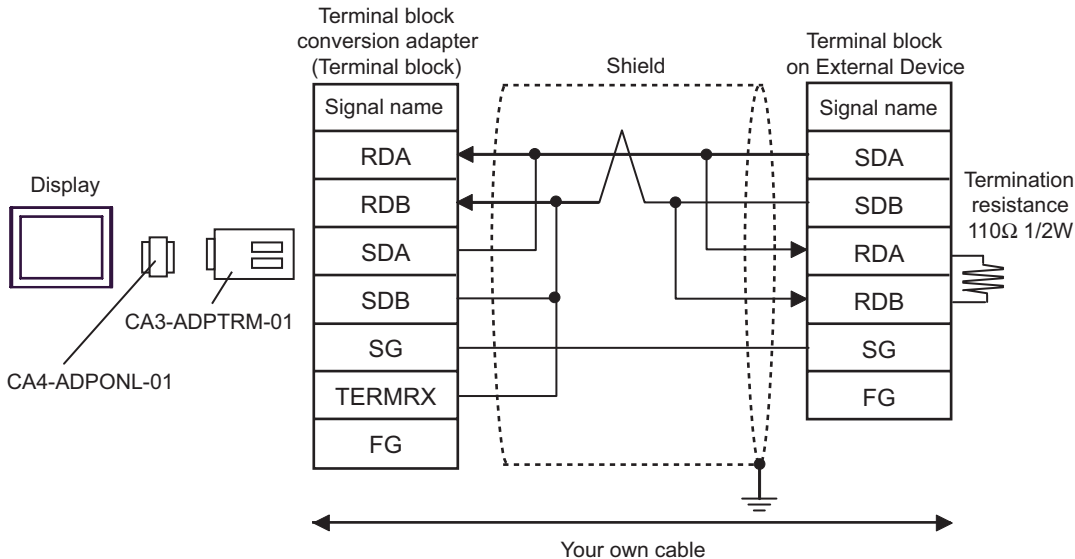 Terminal block
conversion adapter
(Terminal block)
Shield
Terminal block
on External Device
Signal name
RDA
RDB
SDA
SDB
SG
TERMRX
FG
Signal name
SDA
SDB
RDA
RDB
SG
FG
Termination
resistance
110Ω 1/2W
Display
CA3-ADPTRM-01
CA4-ADPONL-01
Your own cable